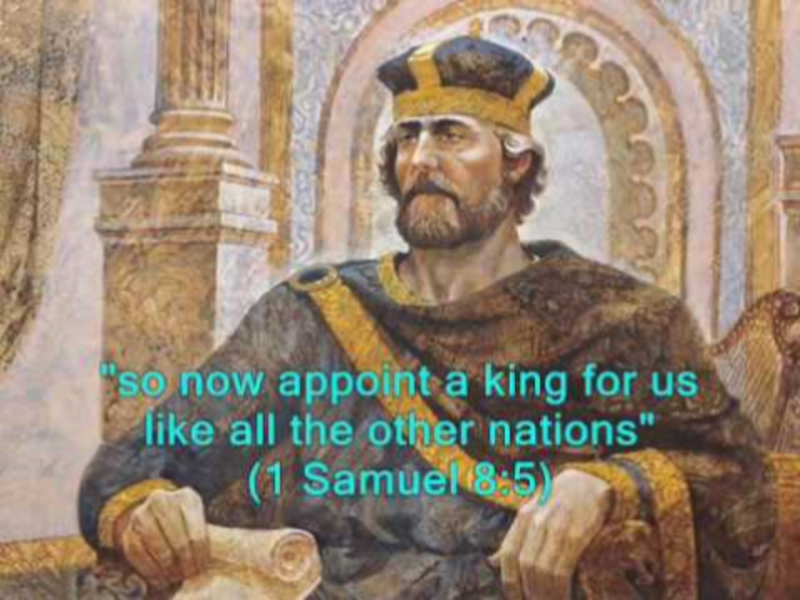 "so now appoint a king for us
like all the other nations"
(1 Samuel 8:5)